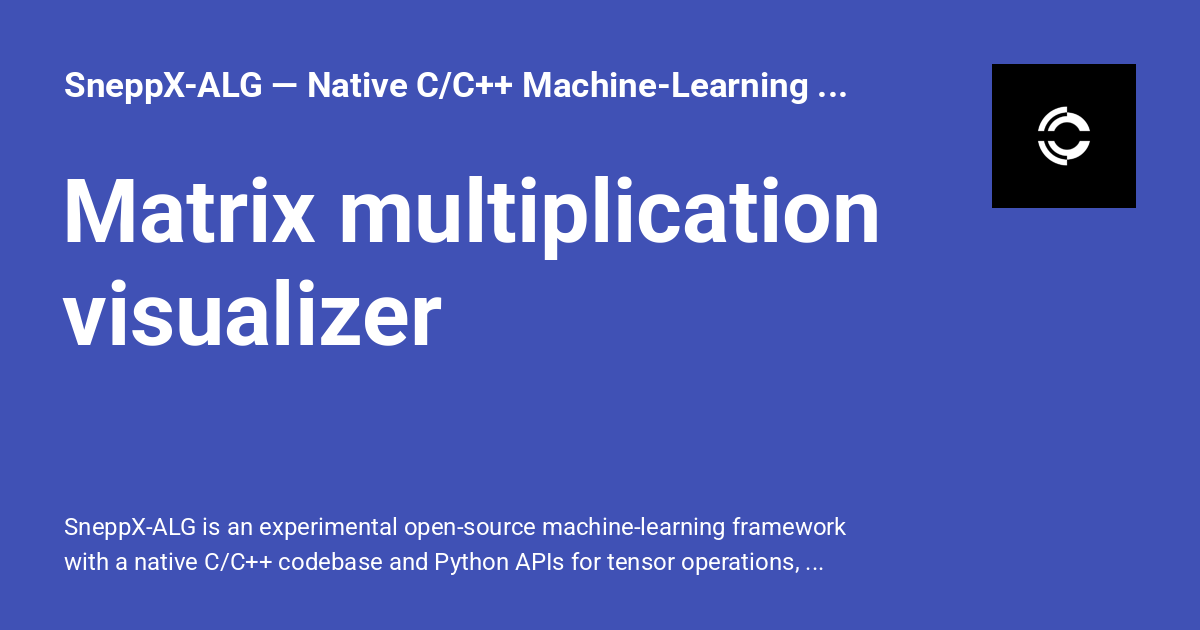 SneppX-ALG — Native C/C++ Machine-Learning ...
Matrix multiplication
visualizer
SneppX-ALG is an experimental open-source machine-learning framework
with a native C/C++ codebase and Python APIs for tensor operations, ...